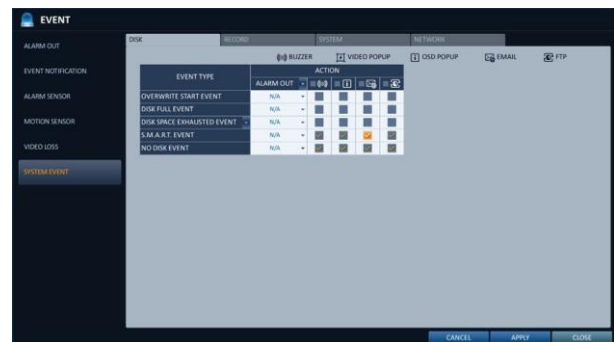 EVENT
ALARM OUT
EVENT NOTIFICATION
ALARM SENSOR
MOTION SENSOR
VIDEO LOSS
SYSTEM EVENT
DISK RECORD SYSTEM NETWORK
BUZZER VIDEO POPUP OSD POPUP EMAIL FTP
EVENT TYPE ACTION
ALARM OUT
OVERWRITE START EVENT N/A
DISK FULL EVENT N/A
DISK SPACE EXHAUSTED EVENT N/A
S.M.A.R.T. EVENT N/A
NO DISK EVENT N/A
CANCEL APPLY CLOSE